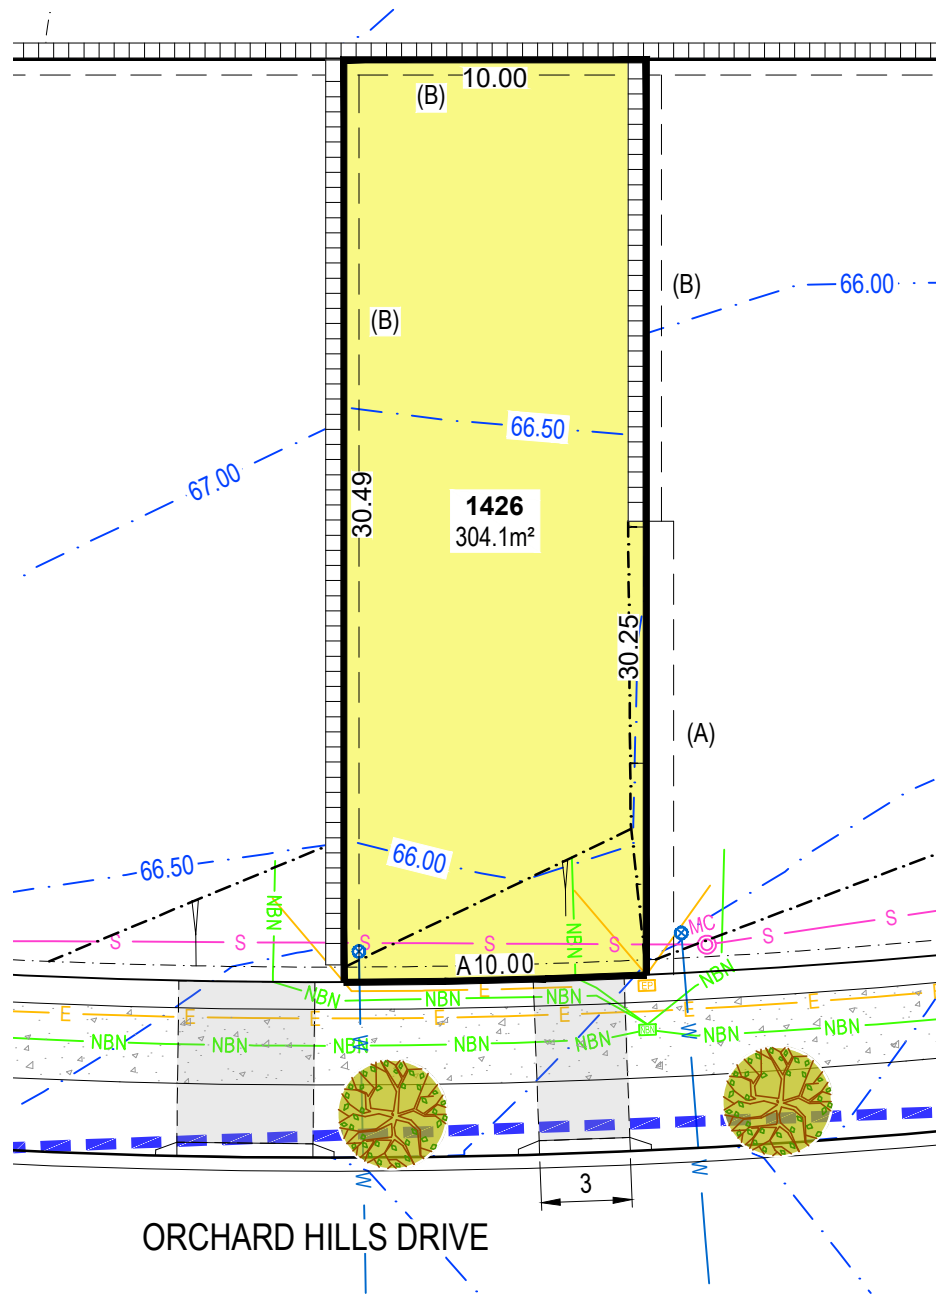 10.00
(B)
(B)
66.00
(B)
66.50
67.00
30.49
1426
304.1m²
30.25
(A)
66.50
66.00
NBN
NBN
MC
S
S
S
S
S
S
A10.00
NBN
NBN
NBN
NBN
EP
E
E
E
E
E
E
E
E
NBN
NBN
NBN
NBN
NBN
NBN
NBN
NBN
W
W
W
W
3
ORCHARD HILLS DRIVE